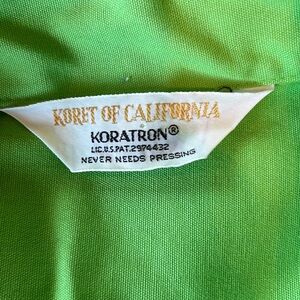 KORET OF CALIFORNIA
KORATRON®
LIC.U.S.PAT.2974432
NEVER NEEDS PRESSING